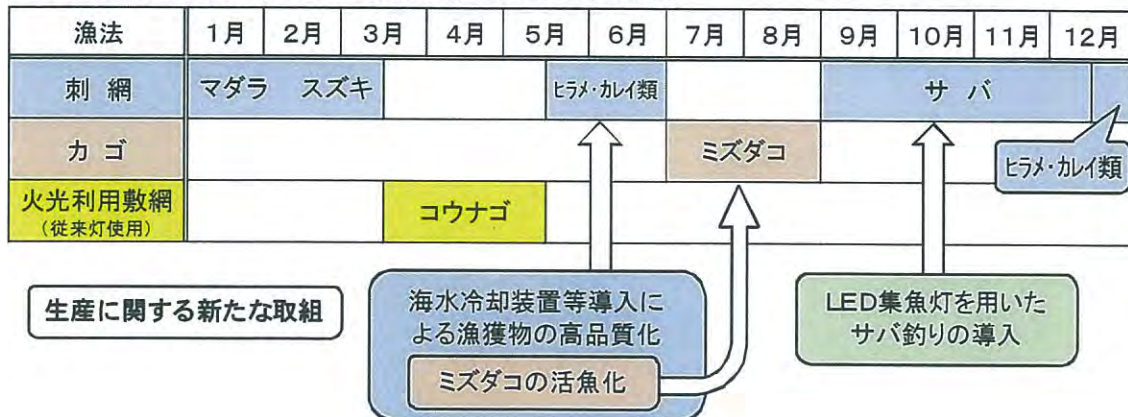 漁法 1月 2月 3月 4月 5月 6月 7月 8月 9月 10月 11月 12月
刺 網 マダラ スズキ ヒラメ・カレイ類 サ バ
カ ゴ ミズダコ ヒラメ・カレイ類
火光利用敷網 コウナゴ
(従来灯使用)
生産に関する新たな取組
海水冷却装置等導入に
よる漁獲物の高品質化
ミズダコの活魚化
LED集魚灯を用いた
サバ釣りの導入